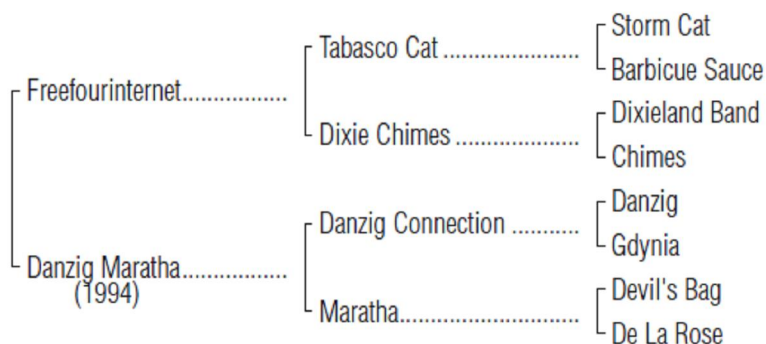 Storm Cat
Tabasco Cat ......................
Barbicue Sauce
Freefourinternet.................
Dixieland Band
Dixie Chimes ....................
Chimes
Danzig
Danzig Connection ...........
Gdynia
Danzig Maratha.................
(1994)
Devil's Bag
Maratha.............................
De La Rose